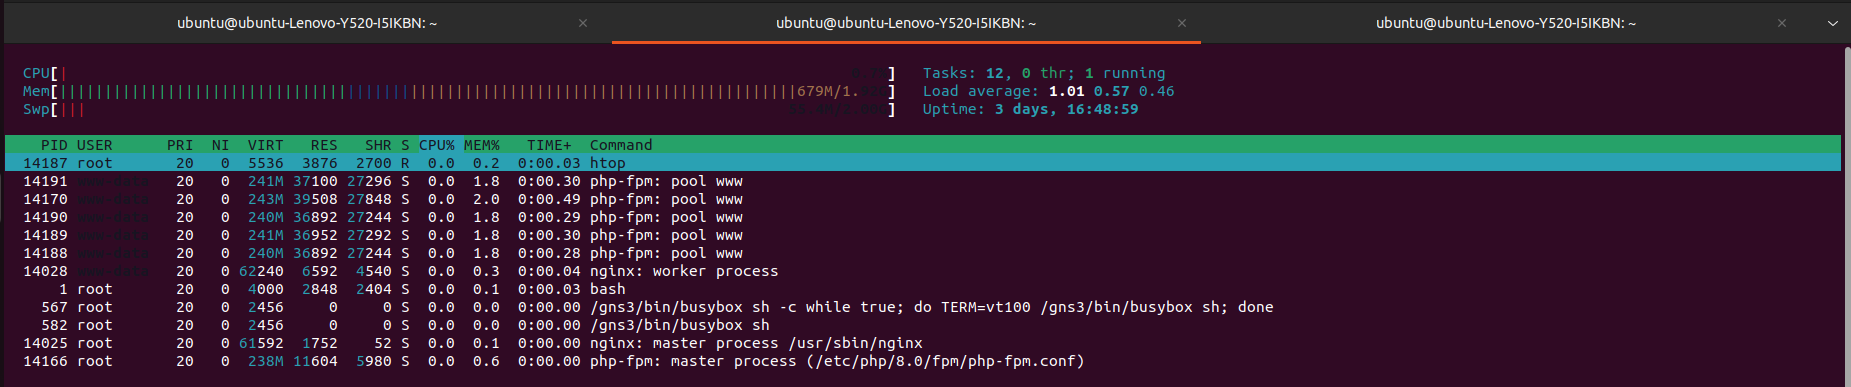 ubuntu@ubuntu-Lenovo-Y520-I5IKBN: ~ × ubuntu@ubuntu-Lenovo-Y520-I5IKBN: ~ × ubuntu@ubuntu-Lenovo-Y520-I5IKBN: ~ ×
CPU[| ] Tasks: 12, 0 thr; 1 running
Mem[||||||||||||||||||||||||||||||||||||||||||||||||||||||||||||||||||||||||||||||||||679M/1. ] Load average: 1.01 0.57 0.46
Swp[||| ] Uptime: 3 days, 16:48:59
PID USER PRI NI VIRT RES SHR S CPU% MEM% TIME+ Command
14187 root 20 0 5536 3876 2700 R 0.0 0.2 0:00.03 htop
14191 20 0 241M 37100 27296 S 0.0 1.8 0:00.30 php-fpm: pool www
14170 20 0 243M 39508 27848 S 0.0 2.0 0:00.49 php-fpm: pool www
14190 20 0 240M 36892 27244 S 0.0 1.8 0:00.29 php-fpm: pool www
14189 20 0 241M 36952 27292 S 0.0 1.8 0:00.30 php-fpm: pool www
14188 20 0 240M 36892 27244 S 0.0 1.8 0:00.28 php-fpm: pool www
14028 20 0 62240 6592 4540 S 0.0 0.3 0:00.04 nginx: worker process
1 root 20 0 4000 2848 2404 S 0.0 0.1 0:00.03 bash
567 root 20 0 2456 0 0 S 0.0 0.0 0:00.00 /gns3/bin/busybox sh -c while true; do TERM=vt100 /gns3/bin/busybox sh; done
582 root 20 0 2456 0 0 S 0.0 0.0 0:00.00 /gns3/bin/busybox sh
14025 root 20 0 61592 1752 52 S 0.0 0.1 0:00.00 nginx: master process /usr/sbin/nginx
14166 root 20 0 238M 11604 5980 S 0.0 0.6 0:00.00 php-fpm: master process (/etc/php/8.0/fpm/php-fpm.conf)